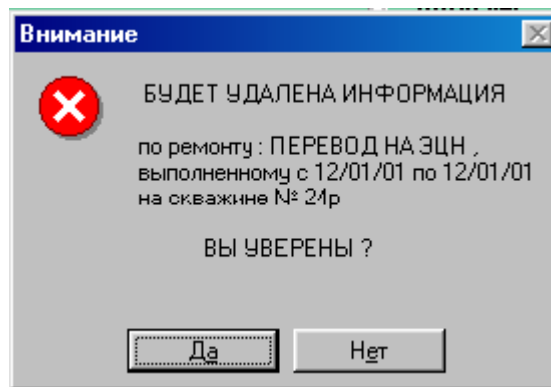 Внимание
БУДЕТ УДАЛЕНА ИНФОРМАЦИЯ
по ремонту : ПЕРЕВОД НА ЭЦН ,
выполненному с 12/01/01 по 12/01/01
на скважине № 24р
ВЫ УВЕРЕНЫ ?
Да
Нет